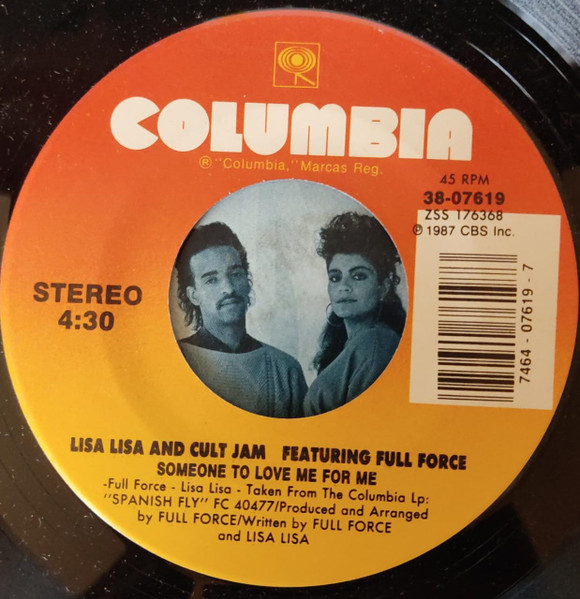 COLUMBIA
® "Columbia," Marcas Reg.
45 RPM
38-07619
ZSS 176368
℗ 1987 CBS Inc.
STEREO
4:30
7464 - 07619 - 7
LISA LISA AND CULT JAM FEATURING FULL FORCE
SOMEONE TO LOVE ME FOR ME
-Full Force - Lisa Lisa - Taken From The Columbia Lp:
"SPANISH FLY" FC 40477/Produced and Arranged
by FULL FORCE/Written by FULL FORCE
and LISA LISA